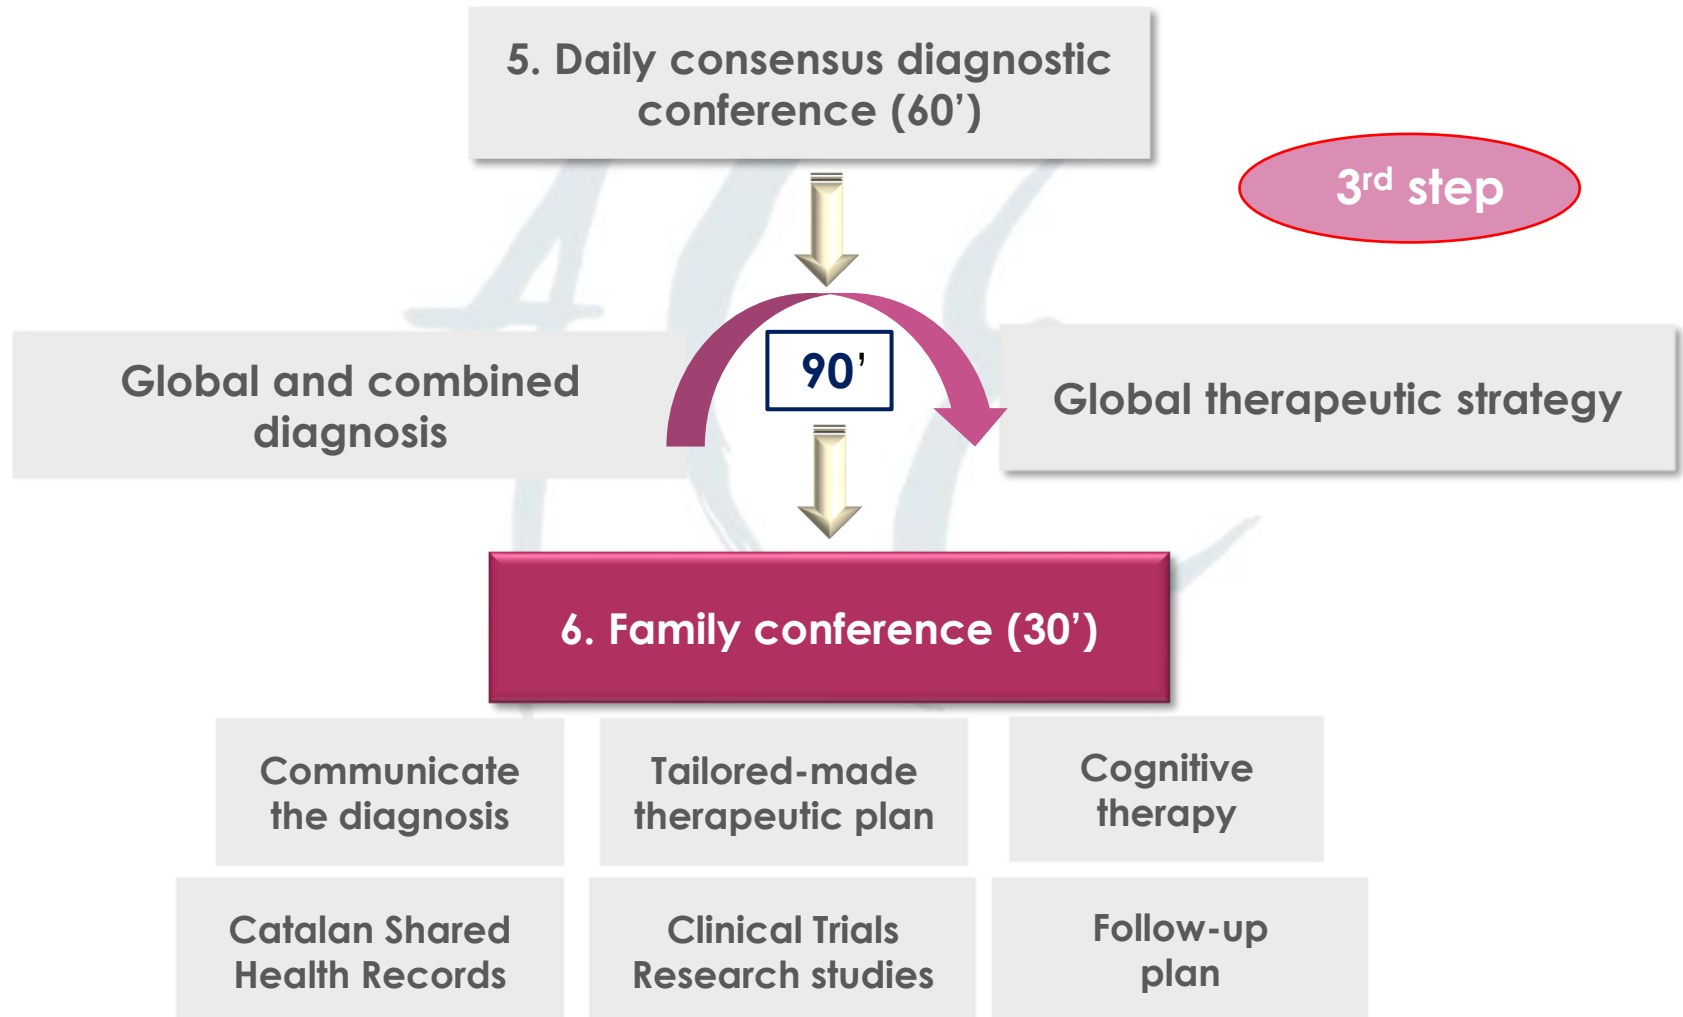 5. Daily consensus diagnostic
conference (60’)
3rd step
Global and combined
diagnosis
90’
Global therapeutic strategy
6. Family conference (30’)
Communicate
the diagnosis
Tailored-made
therapeutic plan
Cognitive
therapy
Catalan Shared
Health Records
Clinical Trials
Research studies
Follow-up
plan